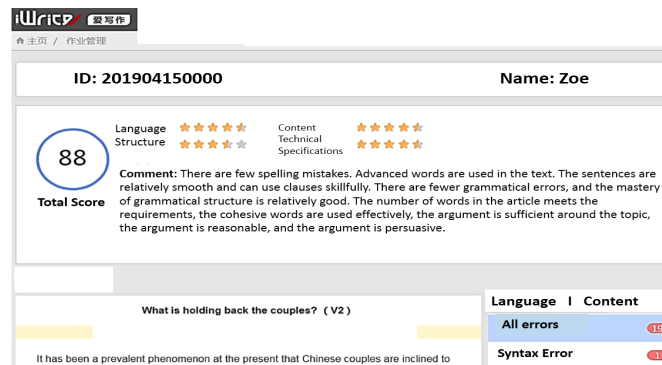 iWrite 爱写作
主页 / 作业管理
ID: 201904150000
Name: Zoe
Language
Structure
Content
Technical
Specifications
88
Total Score
Comment: There are few spelling mistakes. Advanced words are used in the text. The sentences are
relatively smooth and can use clauses skillfully. There are fewer grammatical errors, and the mastery
of grammatical structure is relatively good. The number of words in the article meets the
requirements, the cohesive words are used effectively, the argument is sufficient around the topic,
the argument is reasonable, and the argument is persuasive.
What is holding back the couples? ( V2 )
It has been a prevalent phenomenon at the present that Chinese couples are inclined to
Language | Content
All errors
Syntax Error